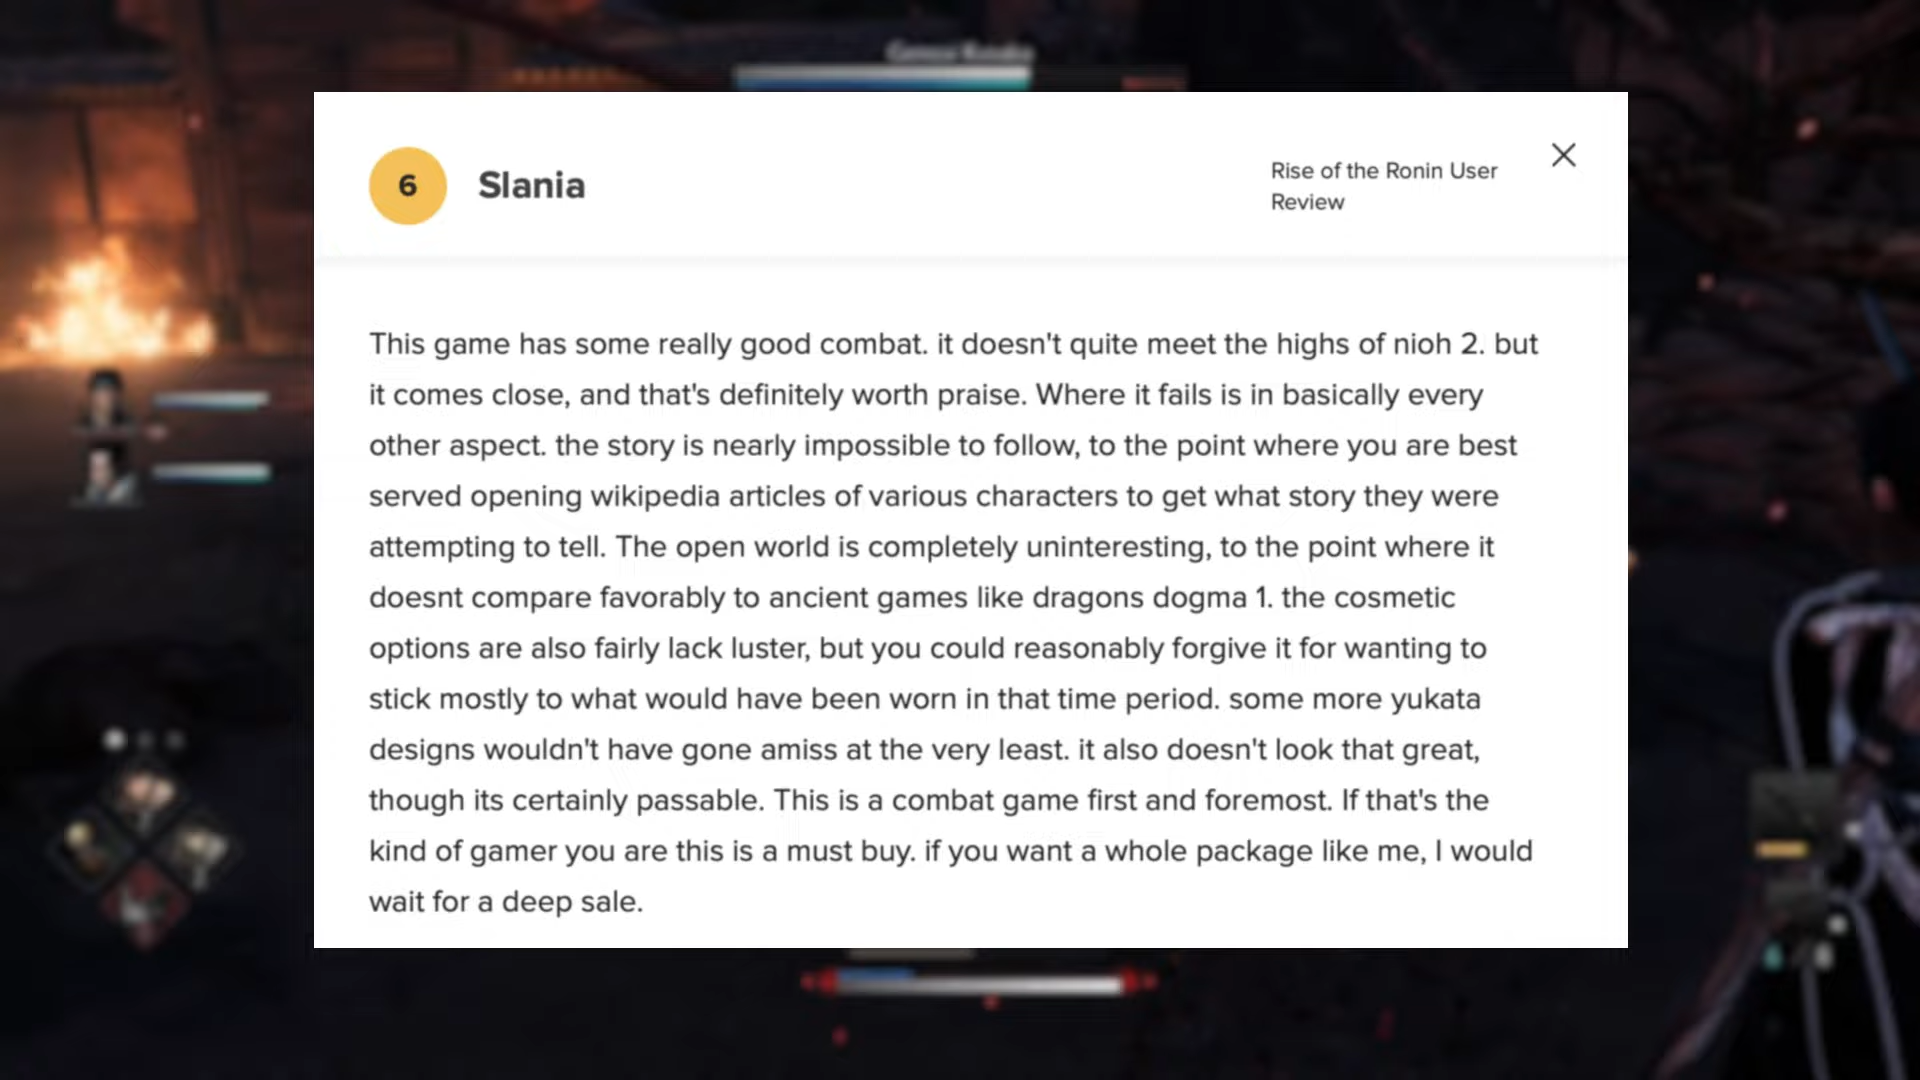 6
Slania
Rise of the Ronin User
Review
This game has some really good combat. it doesn't quite meet the highs of nioh 2. but
it comes close, and that's definitely worth praise. Where it fails is in basically every
other aspect. the story is nearly impossible to follow, to the point where you are best
served opening wikipedia articles of various characters to get what story they were
attempting to tell. The open world is completely uninteresting, to the point where it
doesnt compare favorably to ancient games like dragons dogma 1. the cosmetic
options are also fairly lack luster, but you could reasonably forgive it for wanting to
stick mostly to what would have been worn in that time period. some more yukata
designs wouldn't have gone amiss at the very least. it also doesn't look that great,
though its certainly passable. This is a combat game first and foremost. If that's the
kind of gamer you are this is a must buy. if you want a whole package like me, I would
wait for a deep sale.